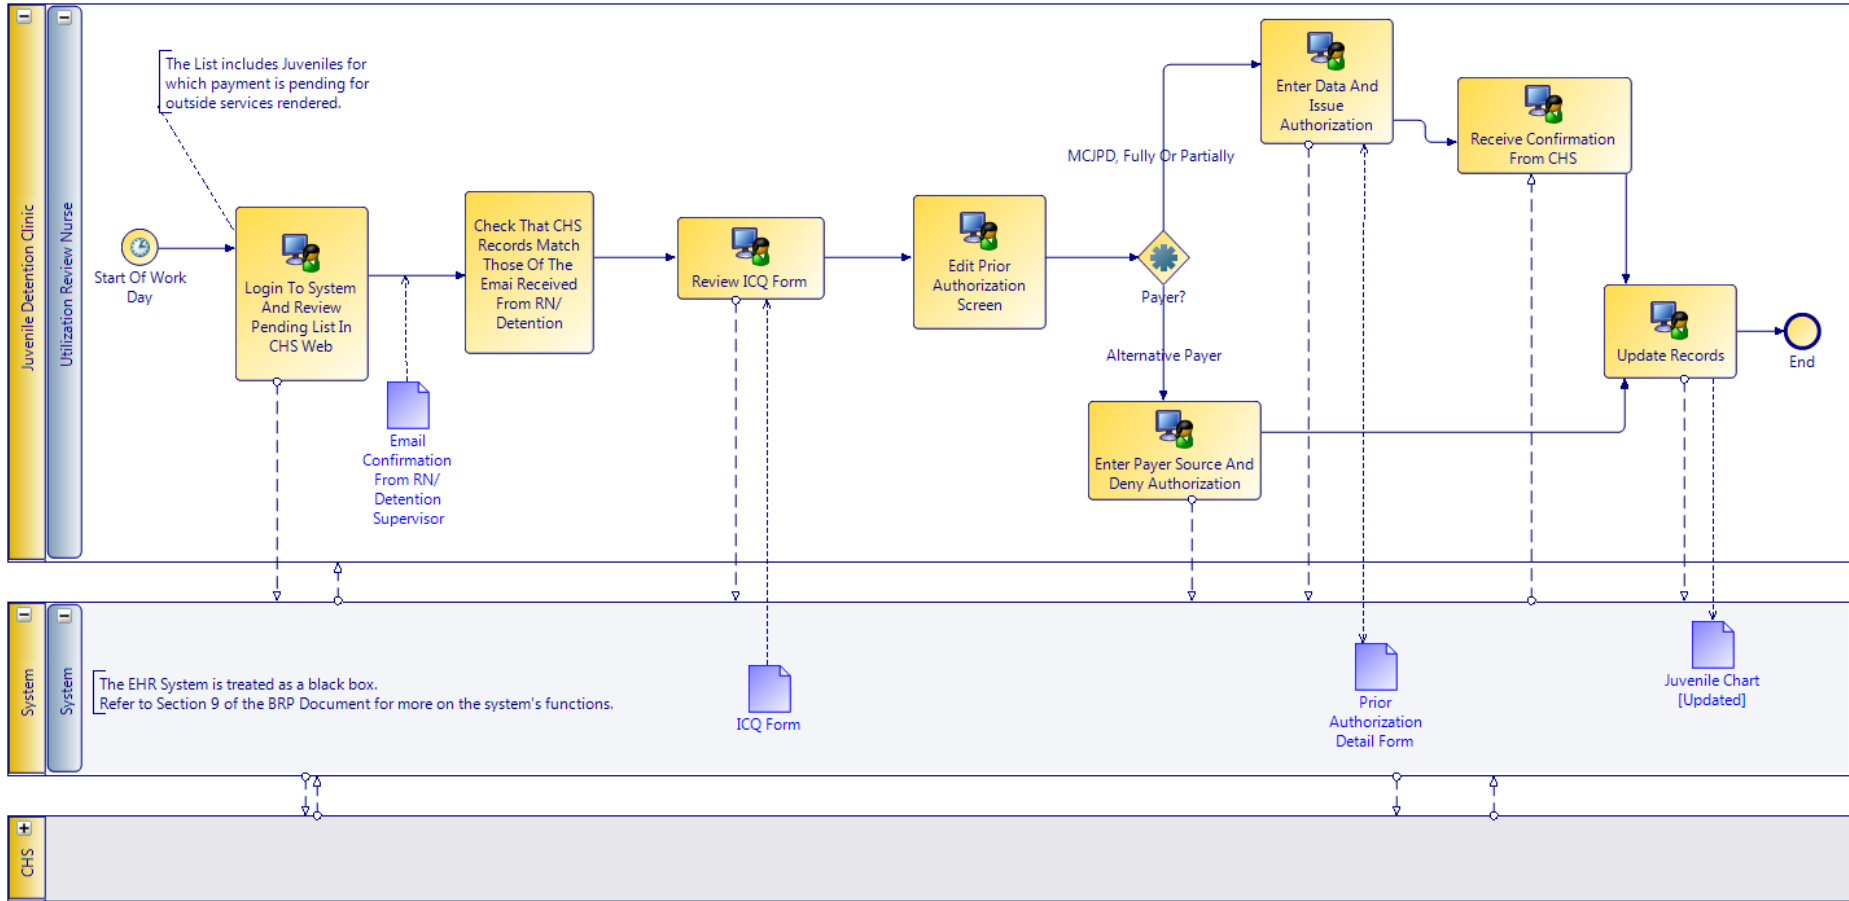 Juvenile Detention Clinic
Utilization Review Nurse
The List includes Juveniles for
which payment is pending for
outside services rendered.
Start Of Work
Day
Login To System
And Review
Pending List In
CHS Web
Email
Confirmation
From RN/
Detention
Supervisor
Check That CHS
Records Match
Those Of The
Emai Received
From RN/
Detention
Review ICQ Form
Edit Prior
Authorization
Screen
Payer?
MCJPD, Fully Or Partially
Alternative Payer
Enter Data And
Issue
Authorization
Receive Confirmation
From CHS
Enter Payer Source And
Deny Authorization
Update Records
End
System
System
The EHR System is treated as a black box.
Refer to Section 9 of the BRP Document for more on the system's functions.
ICQ Form
Prior
Authorization
Detail Form
Juvenile Chart
[Updated]
CHS